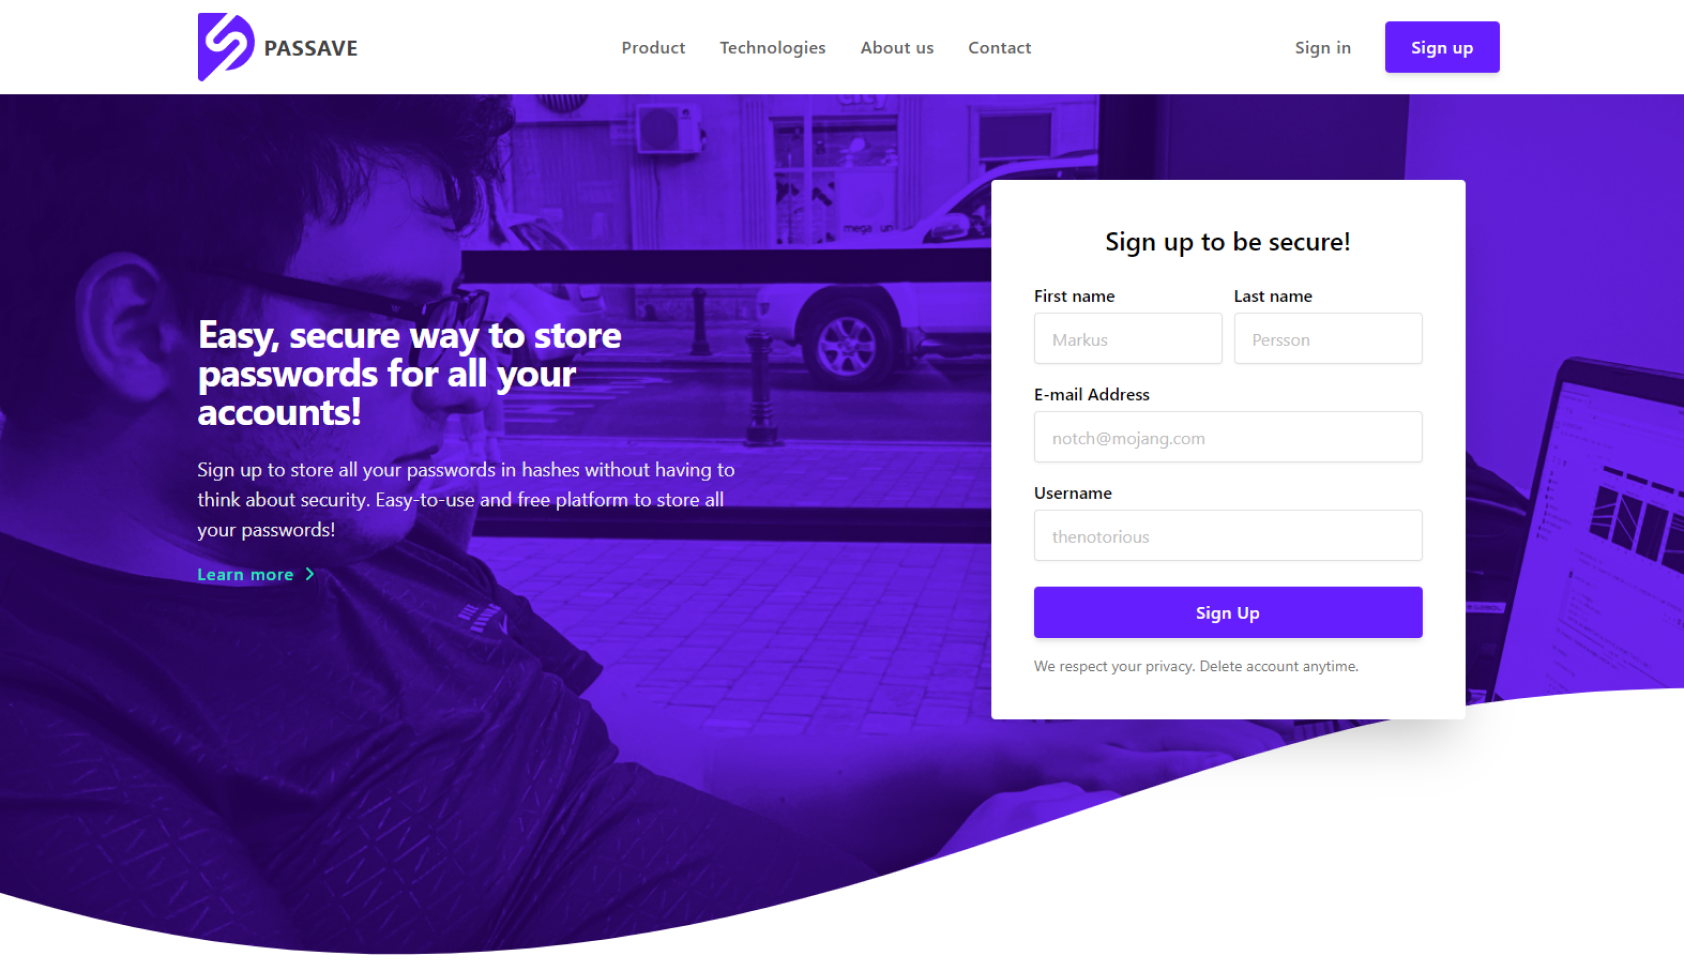 PASSAVE
Product
Technologies
About us
Contact
Sign in
Sign up
city
mega up
Easy, secure way to store
passwords for all your
accounts!
Sign up to store all your passwords in hashes without having to
think about security. Easy-to-use and free platform to store all
your passwords!
Learn more
Sign up to be secure!
First name
Last name
Markus
Persson
E-mail Address
notch@mojang.com
Username
thenotorious
Sign Up
We respect your privacy. Delete account anytime.